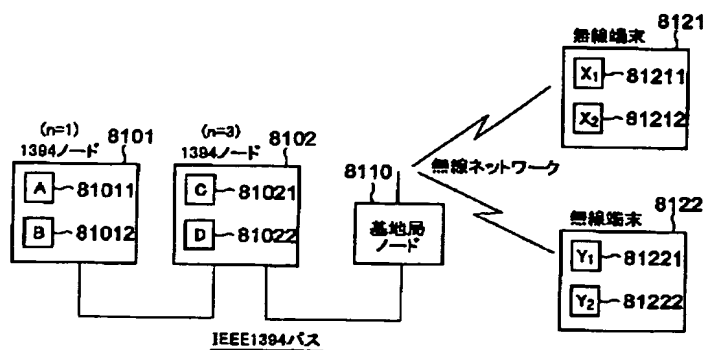 (n=1)
1394ノード
8101
A 81011
B 81012
(n=3)
1394ノード
8102
C 81021
D 81022
8110
基地局
ノード
無線ネットワーク
無線端末
8121
X1 81211
X2 81212
無線端末
8122
Y1 81221
Y2 81222
IEEE1394バス